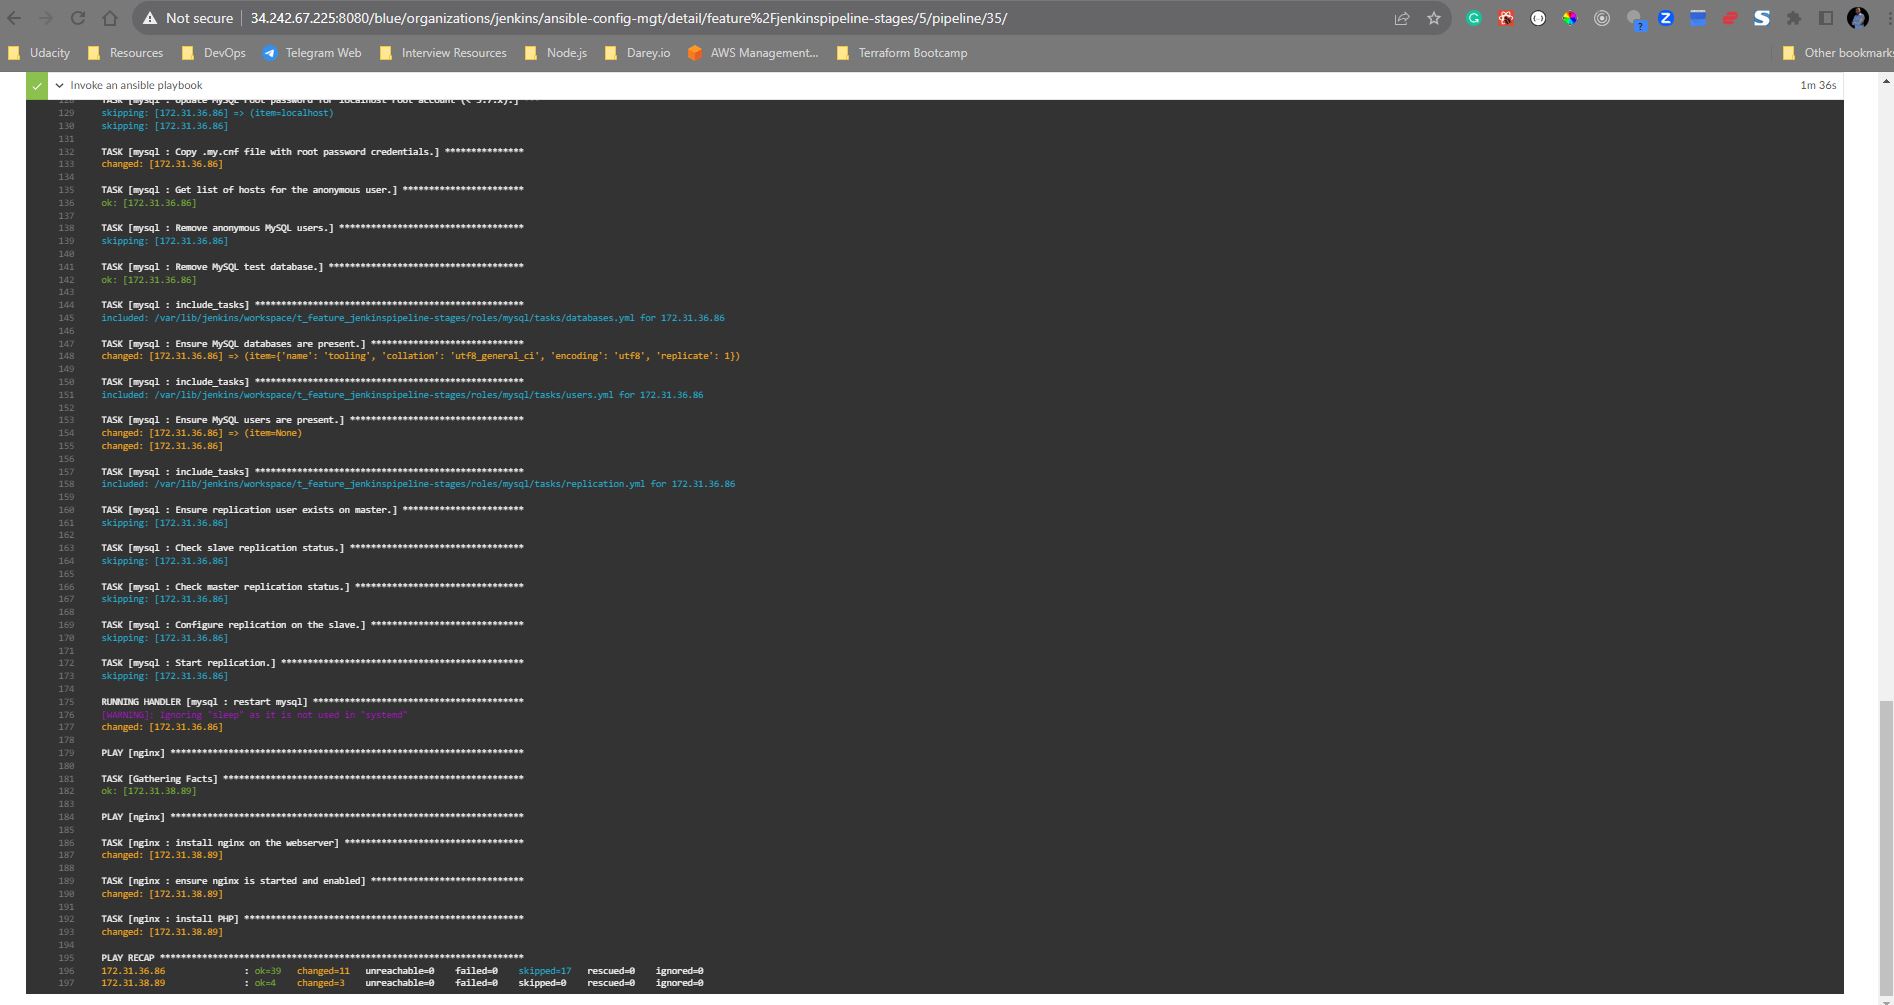 Not secure | 34.242.67.225:8080/blue/organizations/jenkins/ansible-config-mgt/detail/feature%2Fjenkinspipeline-stages/5/pipeline/35/
Udacity Resources DevOps Telegram Web Interview Resources Node.js Darey.io AWS Management... Terraform Bootcamp Other bookmarks
Invoke an ansible playbook 1m 36s
128 TASK [mysql : Update MySQL root password for localhost root account (< 5.7.x).] ***
129 skipping: [172.31.36.86] => (item=localhost)
130 skipping: [172.31.36.86]
131
132 TASK [mysql : Copy .my.cnf file with root password credentials.] ***************
133 changed: [172.31.36.86]
134
135 TASK [mysql : Get list of hosts for the anonymous user.] ***********************
136 ok: [172.31.36.86]
137
138 TASK [mysql : Remove anonymous MySQL users.] ***********************************
139 skipping: [172.31.36.86]
140
141 TASK [mysql : Remove MySQL test database.] *************************************
142 ok: [172.31.36.86]
143
144 TASK [mysql : include_tasks] ***************************************************
145 included: /var/lib/jenkins/workspace/t_feature_jenkinspipeline-stages/roles/mysql/tasks/databases.yml for 172.31.36.86
146
147 TASK [mysql : Ensure MySQL databases are present.] *****************************
148 changed: [172.31.36.86] => (item={'name': 'tooling', 'collation': 'utf8_general_ci', 'encoding': 'utf8', 'replicate': 1})
149
150 TASK [mysql : include_tasks] ***************************************************
151 included: /var/lib/jenkins/workspace/t_feature_jenkinspipeline-stages/roles/mysql/tasks/users.yml for 172.31.36.86
152
153 TASK [mysql : Ensure MySQL users are present.] *********************************
154 changed: [172.31.36.86] => (item=None)
155 changed: [172.31.36.86]
156
157 TASK [mysql : include_tasks] ***************************************************
158 included: /var/lib/jenkins/workspace/t_feature_jenkinspipeline-stages/roles/mysql/tasks/replication.yml for 172.31.36.86
159
160 TASK [mysql : Ensure replication user exists on master.] ***********************
161 skipping: [172.31.36.86]
162
163 TASK [mysql : Check slave replication status.] *********************************
164 skipping: [172.31.36.86]
165
166 TASK [mysql : Check master replication status.] ********************************
167 skipping: [172.31.36.86]
168
169 TASK [mysql : Configure replication on the slave.] *****************************
170 skipping: [172.31.36.86]
171
172 TASK [mysql : Start replication.] **********************************************
173 skipping: [172.31.36.86]
174
175 RUNNING HANDLER [mysql : restart mysql] ****************************************
176 [WARNING]: Ignoring "sleep" as it is not used in "systemd"
177 changed: [172.31.36.86]
178
179 PLAY [nginx] *******************************************************************
180
181 TASK [Gathering Facts] *********************************************************
182 ok: [172.31.38.89]
183
184 PLAY [nginx] *******************************************************************
185
186 TASK [nginx : install nginx on the webserver] **********************************
187 changed: [172.31.38.89]
188
189 TASK [nginx : ensure nginx is started and enabled] *****************************
190 changed: [172.31.38.89]
191
192 TASK [nginx : install PHP] *****************************************************
193 changed: [172.31.38.89]
194
195 PLAY RECAP *********************************************************************
196 172.31.36.86 : ok=39 changed=11 unreachable=0 failed=0 skipped=17 rescued=0 ignored=0
197 172.31.38.89 : ok=4 changed=3 unreachable=0 failed=0 skipped=0 rescued=0 ignored=0